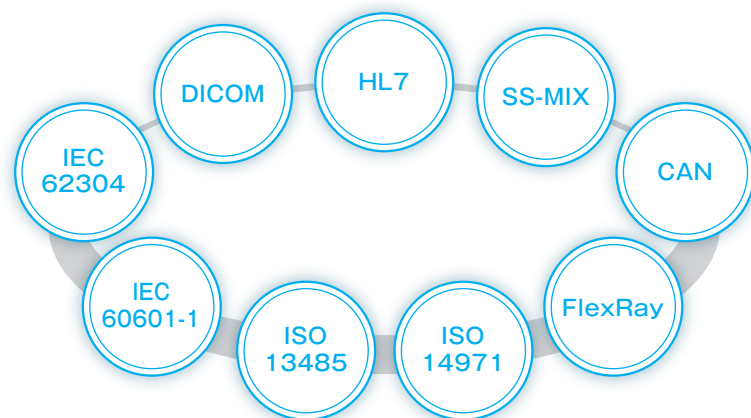 HL7
DICOM
SS-MIX
IEC
62304
CAN
IEC
60601-1
FlexRay
ISO
13485
ISO
14971